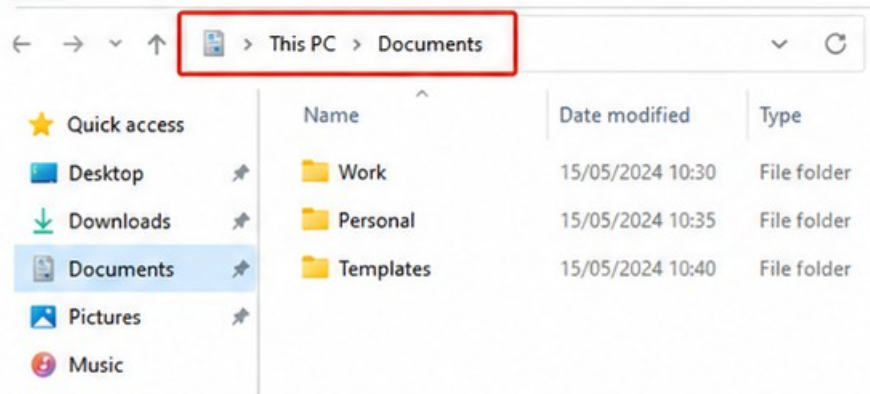 This PC > Documents
Quick access
Desktop
Downloads
Documents
Pictures
Music
Name Date modified Type
Work 15/05/2024 10:30 File folder
Personal 15/05/2024 10:35 File folder
Templates 15/05/2024 10:40 File folder